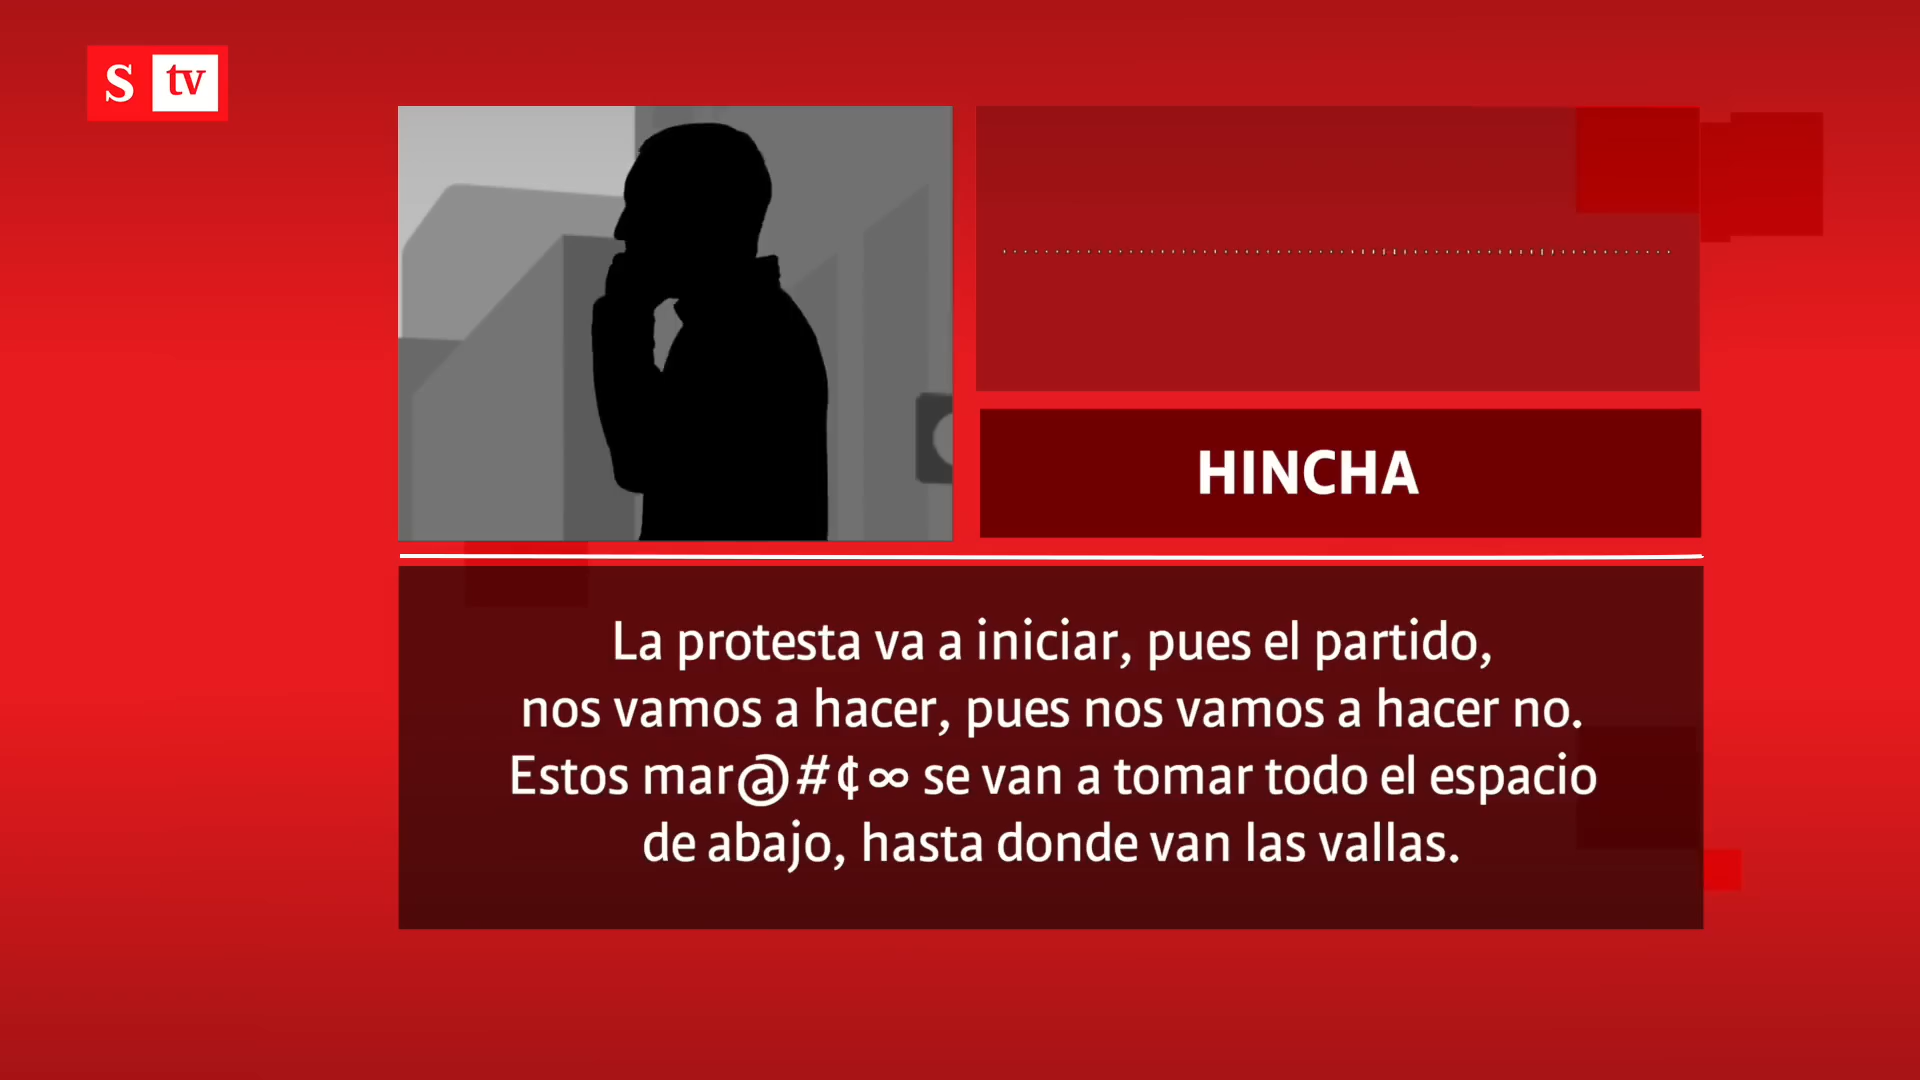 S tv
HINCHA
La protesta va a iniciar, pues el partido,
nos vamos a hacer, pues nos vamos a hacer no.
Estos mar@#¢∞ se van a tomar todo el espacio
de abajo, hasta donde van las vallas.